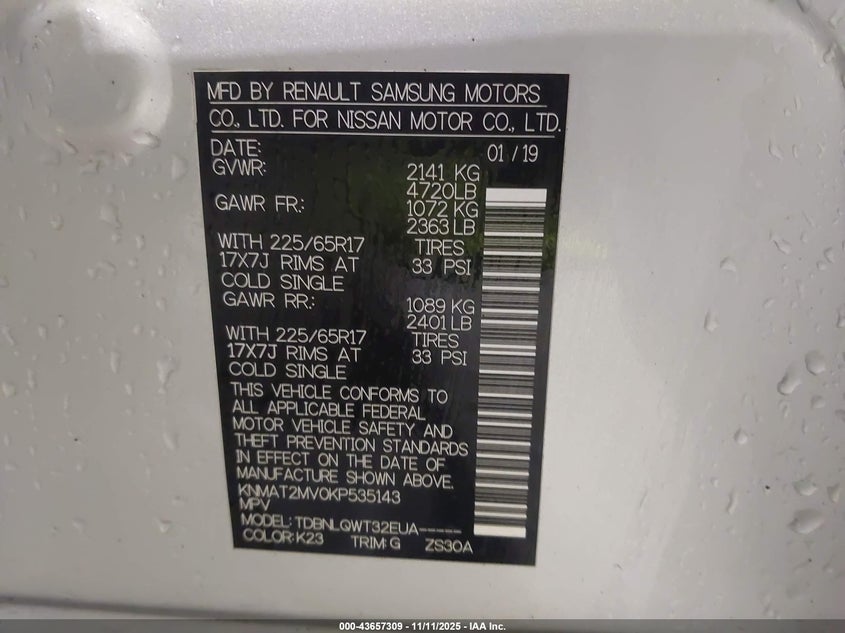 MFD BY RENAULT SAMSUNG MOTORS
CO., LTD. FOR NISSAN MOTOR CO., LTD.
DATE: 01 / 19
GVWR: 2141 KG
4720LB
GAWR FR.: 1072 KG
2363 LB
WITH 225/65R17 TIRES
17X7J RIMS AT 33 PSI
COLD SINGLE
GAWR RR.: 1089 KG
2401 LB
WITH 225/65R17 TIRES
17X7J RIMS AT 33 PSI
COLD SINGLE
THIS VEHICLE CONFORMS TO
ALL APPLICABLE FEDERAL
MOTOR VEHICLE SAFETY AND
THEFT PREVENTION STANDARDS
IN EFFECT ON THE DATE OF
MANUFACTURE SHOWN ABOVE.
KNMAT2MV0KP535143
MPV
MODEL: TDBNLQWT32EUA-----
COLOR:K23 TRIM:G ZS30A
000-43657309 - 11/11/2025 - IAA Inc.